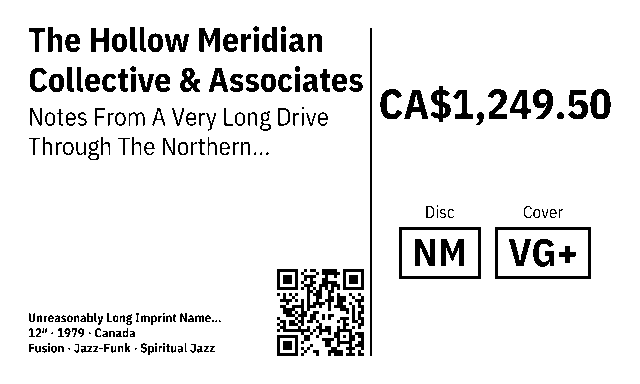 The Hollow Meridian
Collective & Associates
Notes From A Very Long Drive
Through The Northern...
CA$1,249.50
Disc
Cover
NM
VG+
Unreasonably Long Imprint Name...
12" · 1979 · Canada
Fusion · Jazz-Funk · Spiritual Jazz